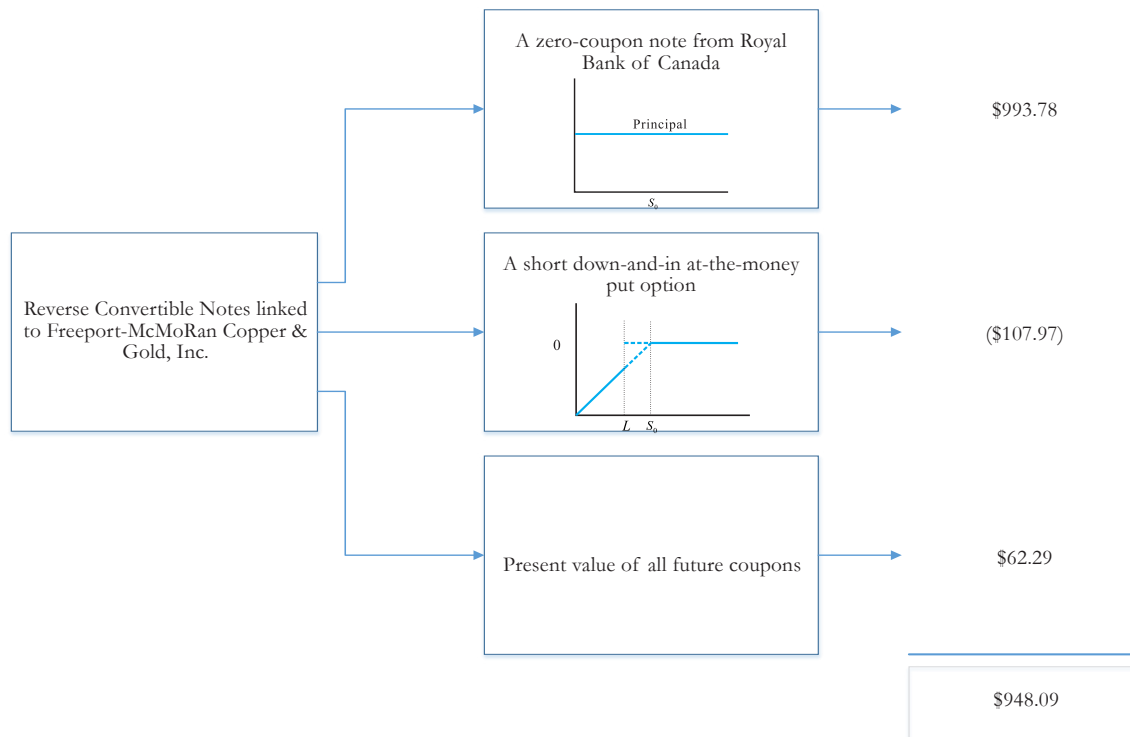 A zero-coupon note from Royal
Bank of Canada
Principal
S₀
$993.78
Reverse Convertible Notes linked
to Freeport-McMoRan Copper &
Gold, Inc.
A short down-and-in at-the-money
put option
0
L S₀
($107.97)
Present value of all future coupons
$62.29
$948.09